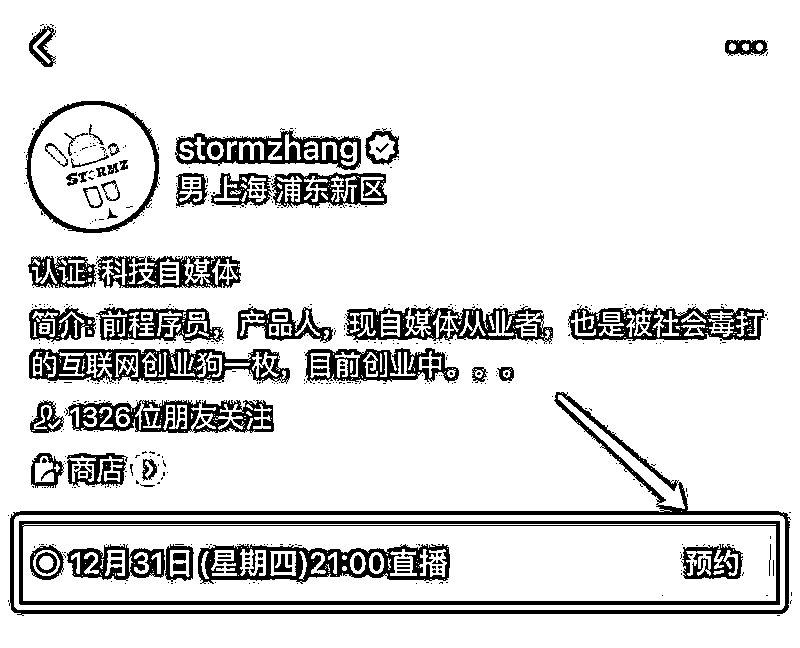 stormzhang
STORMZ
男 上海 浦东新区
认证: 科技自媒体
简介: 前程序员，产品人，现自媒体从业者，也是被社会毒打
的互联网创业狗一枚，目前创业中。。。
1326位朋友关注
商店
12月31日(星期四)21:00直播 预约